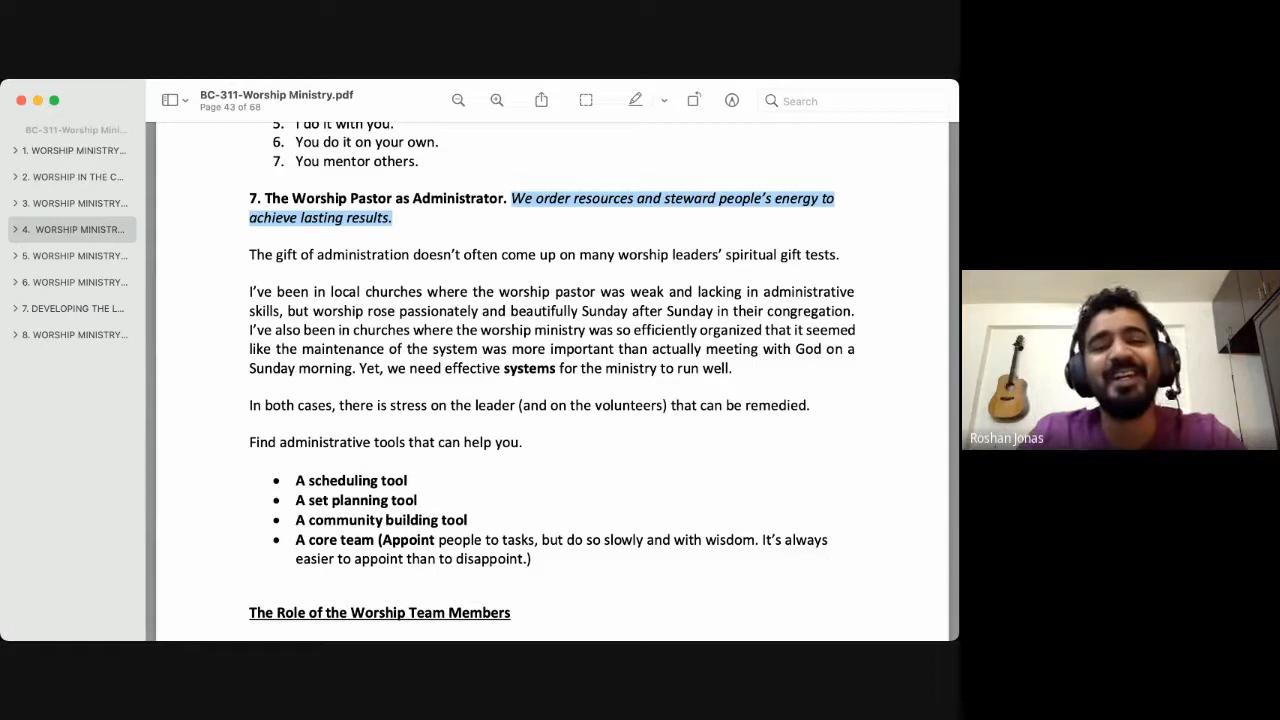 BC-311-Worship Ministry.pdf
Page 43 of 68
Search
BC-311-Worship Mini...
1. WORSHIP MINISTRY...
2. WORSHIP IN THE C...
3. WORSHIP MINISTRY...
4. WORSHIP MINISTR...
5. WORSHIP MINISTRY...
6. WORSHIP MINISTRY...
7. DEVELOPING THE L...
8. WORSHIP MINISTRY...
5. I do it with you.
6. You do it on your own.
7. You mentor others.
7. The Worship Pastor as Administrator. We order resources and steward people’s energy to
achieve lasting results.
The gift of administration doesn’t often come up on many worship leaders’ spiritual gift tests.
I’ve been in local churches where the worship pastor was weak and lacking in administrative
skills, but worship rose passionately and beautifully Sunday after Sunday in their congregation.
I’ve also been in churches where the worship ministry was so efficiently organized that it seemed
like the maintenance of the system was more important than actually meeting with God on a
Sunday morning. Yet, we need effective systems for the ministry to run well.
In both cases, there is stress on the leader (and on the volunteers) that can be remedied.
Find administrative tools that can help you.
• A scheduling tool
• A set planning tool
• A community building tool
• A core team (Appoint people to tasks, but do so slowly and with wisdom. It’s always
easier to appoint than to disappoint.)
The Role of the Worship Team Members
Roshan Jonas